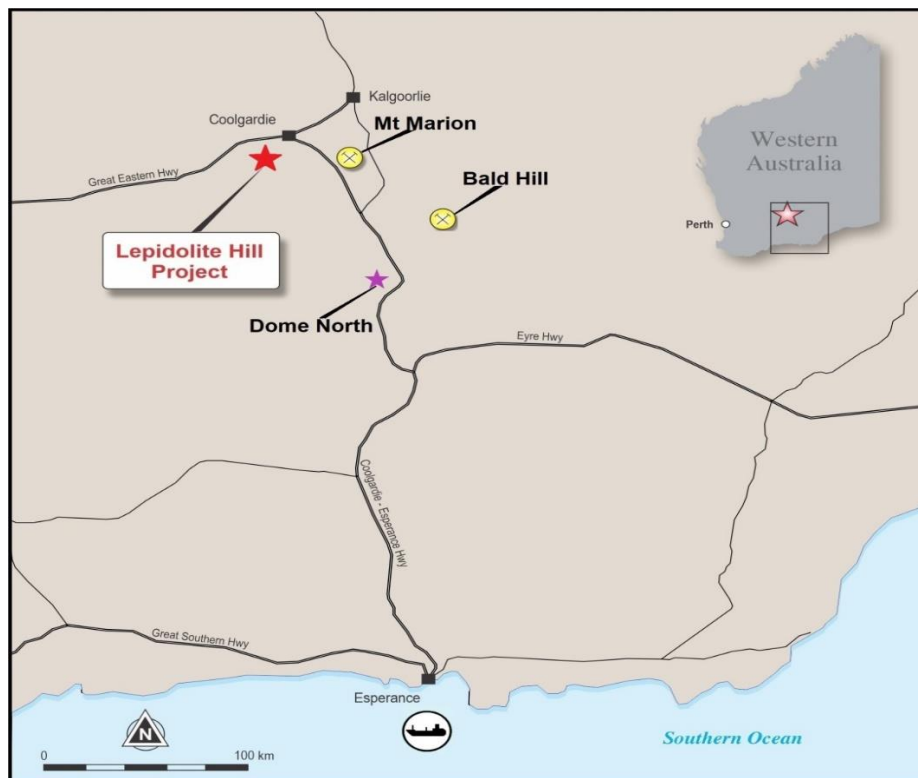 Kalgoorlie
Coolgardie
Mt Marion
Great Eastern Hwy
Bald Hill
Western
Australia
Perth
Lepidolite Hill
Project
Dome North
Eyre Hwy
Coolgardie - Esperance Hwy
Great Southern Hwy
Esperance
N
0
100 km
Southern Ocean